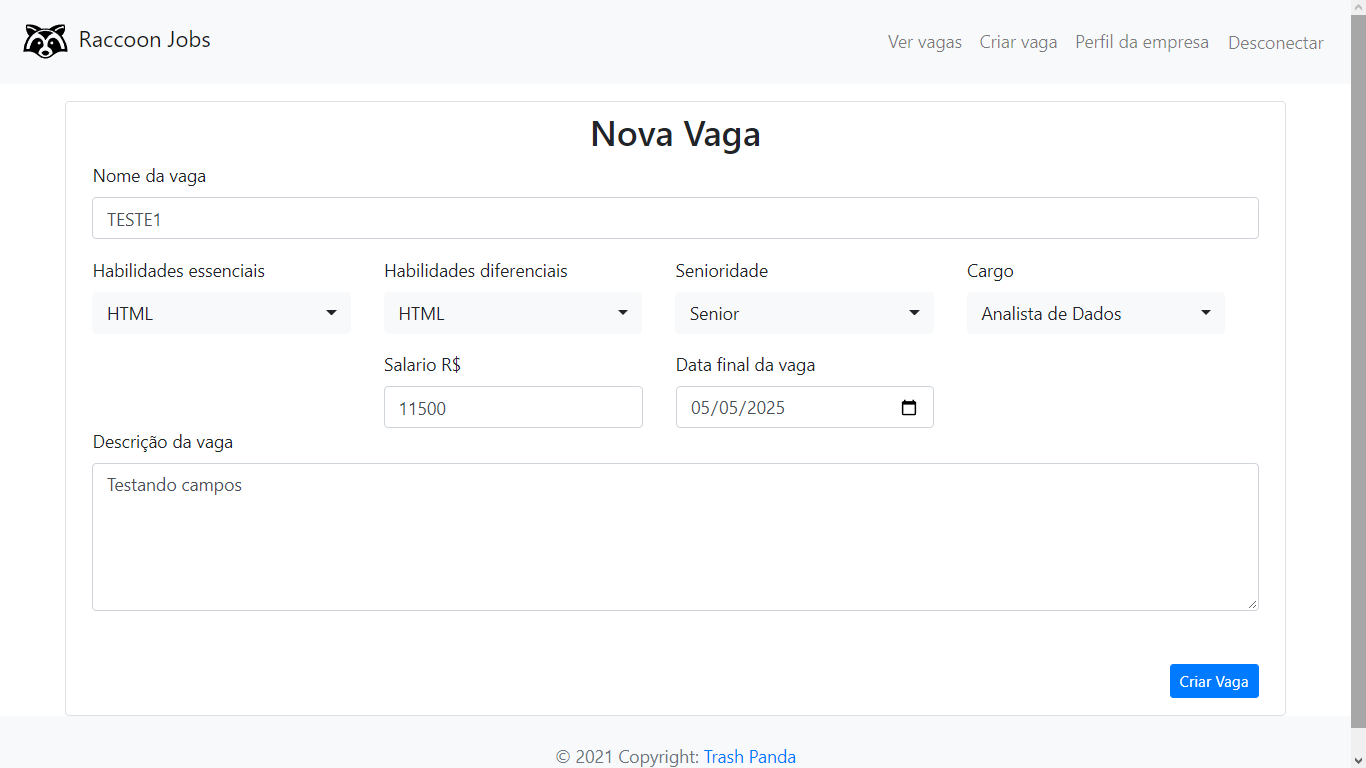 Raccoon Jobs
Ver vagas Criar vaga Perfil da empresa Desconectar
Nova Vaga
Nome da vaga
TESTE1
Habilidades essenciais Habilidades diferenciais Senioridade Cargo
HTML HTML Senior Analista de Dados
Salario R$ Data final da vaga
11500 05/05/2025
Descrição da vaga
Testando campos
Criar Vaga
© 2021 Copyright: Trash Panda